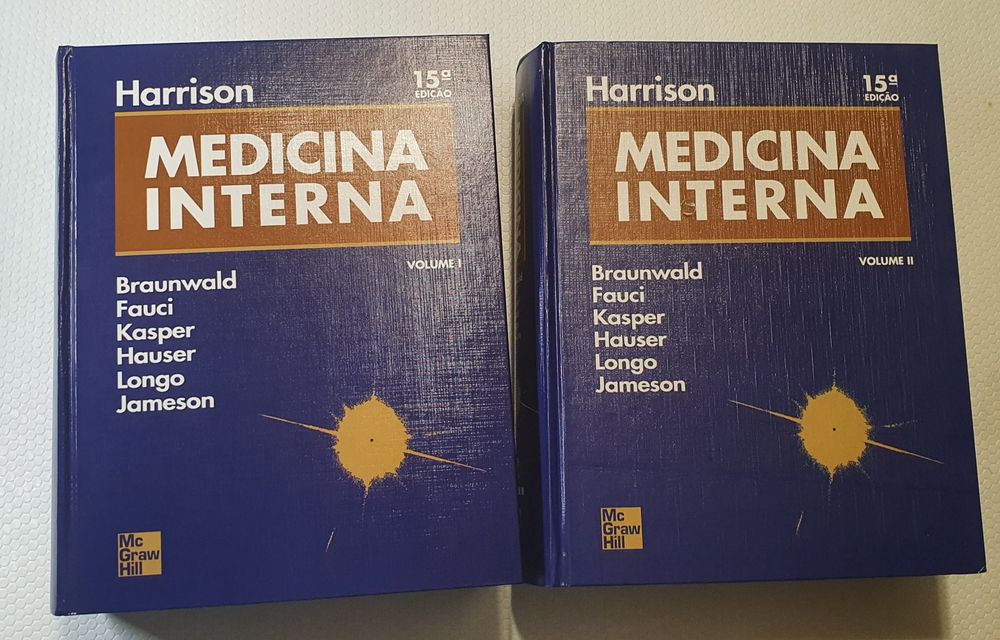 Harrison
15ª
EDIÇÃO
MEDICINA
INTERNA
VOLUME I
Braunwald
Fauci
Kasper
Hauser
Longo
Jameson
Mc
Graw
Hill
Harrison
15ª
EDIÇÃO
MEDICINA
INTERNA
VOLUME II
Braunwald
Fauci
Kasper
Hauser
Longo
Jameson
Mc
Graw
Hill